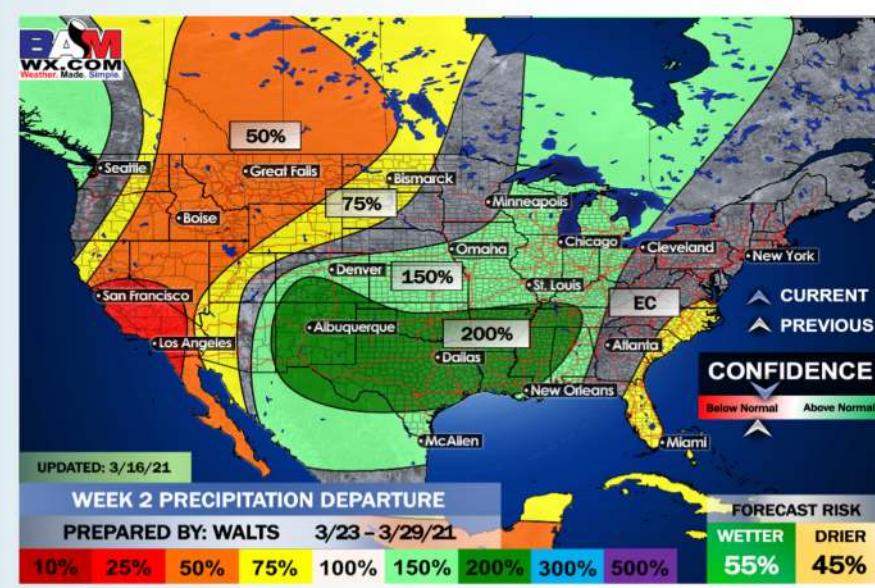 BAM
WX.COM
Weather. Made. Simple.
50%
Seattle
Great Falls
Bismarck
75%
Boise
Minneapolis
Omaha
Chicago
Cleveland
New York
Denver
150%
San Francisco
St. Louis
EC
CURRENT
PREVIOUS
Albuquerque
200%
Los Angeles
Dallas
Atlanta
CONFIDENCE
New Orleans
Below Normal
Above Normal
McAllen
Miami
UPDATED: 3/16/21
WEEK 2 PRECIPITATION DEPARTURE
PREPARED BY: WALTS 3/23 – 3/29/21
FORECAST RISK
WETTER
DRIER
55%
45%
10% 25% 50% 75% 100% 150% 200% 300% 500%